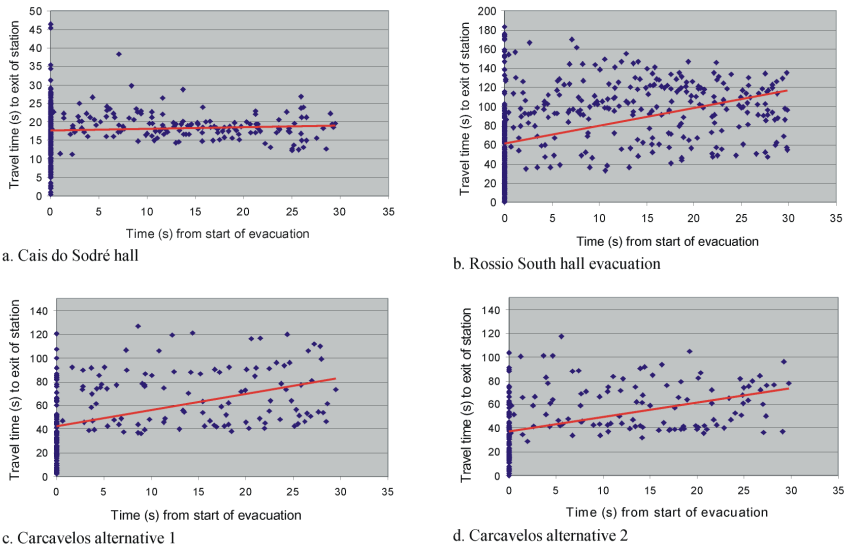 Travel time (s) to exit of station
50
45
40
35
30
25
20
15
10
5
0
0 5 10 15 20 25 30 35
Time (s) from start of evacuation
a. Cais do Sodré hall
Travel time (s) to exit of station
200
180
160
140
120
100
80
60
40
20
0
0 5 10 15 20 25 30 35
Time (s) from start of evacuation
b. Rossio South hall evacuation
Travel time (s) to exit of station
140
120
100
80
60
40
20
0
0 5 10 15 20 25 30 35
Time (s) from start of evacuation
c. Carcavelos alternative 1
Travel time (s) to exit of station
140
120
100
80
60
40
20
0
0 5 10 15 20 25 30 35
Time (s) from start of evacuation
d. Carcavelos alternative 2